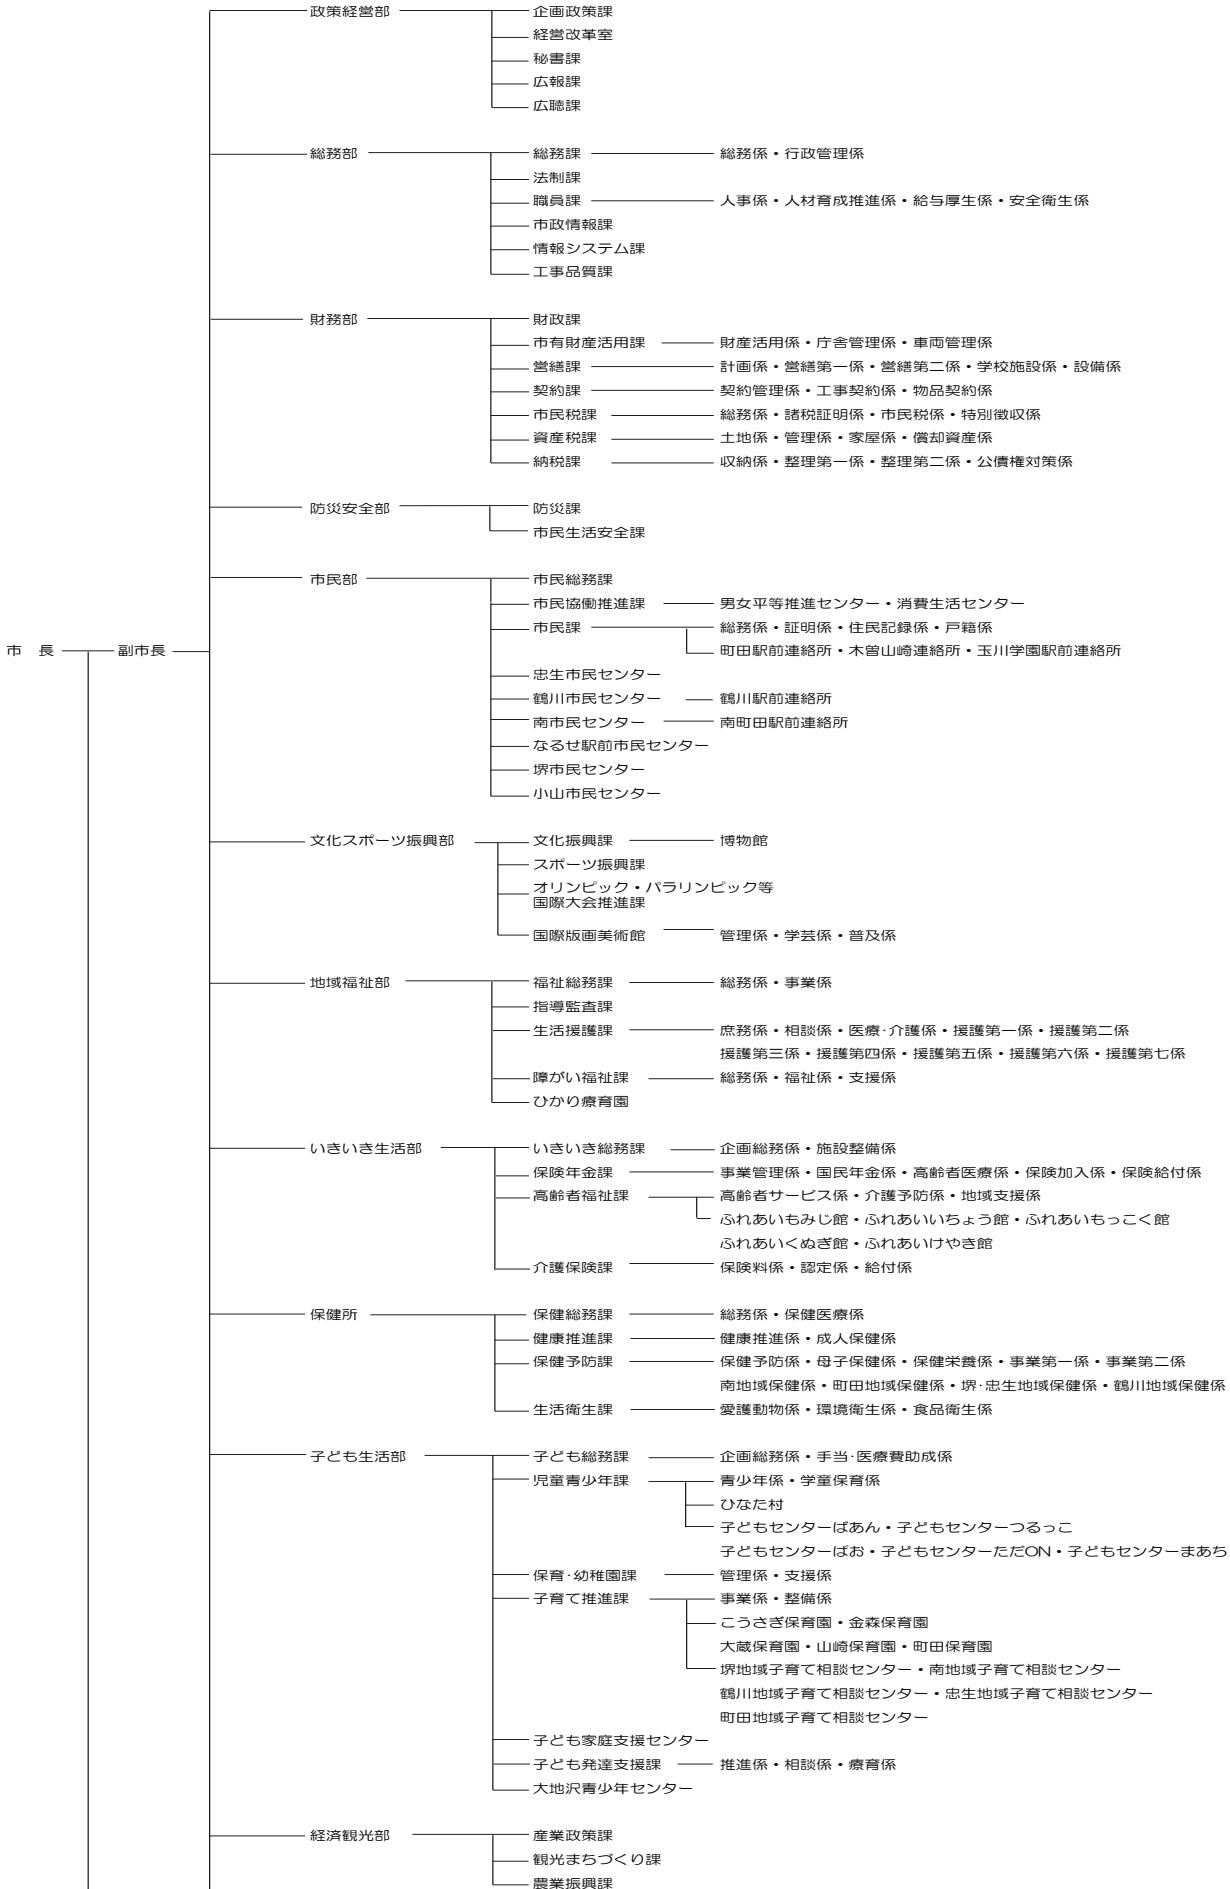 政策経営部 企画政策課
経営改革室
秘書課
広報課
広聴課
総務部 総務課 総務係・行政管理係
法制課
職員課 人事係・人材育成推進係・給与厚生係・安全衛生係
市政情報課
情報システム課
工事品質課
財務部 財政課
市有財産活用課 財産活用係・庁舎管理係・車両管理係
営繕課 計画係・営繕第一係・営繕第二係・学校施設係・設備係
契約課 契約管理係・工事契約係・物品契約係
市民税課 総務係・諸税証明係・市民税係・特別徴収係
資産税課 土地係・管理係・家屋係・償却資産係
納税課 収納係・整理第一係・整理第二係・公債権対策係
防災安全部 防災課
市民生活安全課
市民部 市民総務課
市民協働推進課 男女平等推進センター・消費生活センター
市民課 総務係・証明係・住民記録係・戸籍係
市 長 副市長 町田駅前連絡所・木曽山崎連絡所・玉川学園駅前連絡所
忠生市民センター
鶴川市民センター 鶴川駅前連絡所
南市民センター 南町田駅前連絡所
なるせ駅前市民センター
堺市民センター
小山市民センター
文化スポーツ振興部 文化振興課 博物館
スポーツ振興課
オリンピック・パラリンピック等
国際大会推進課
国際版画美術館 管理係・学芸係・普及係
地域福祉部 福祉総務課 総務係・事業係
指導監査課
生活援護課 庶務係・相談係・医療･介護係・援護第一係・援護第二係
援護第三係・援護第四係・援護第五係・援護第六係・援護第七係
障がい福祉課 総務係・福祉係・支援係
ひかり療育園
いきいき生活部 いきいき総務課 企画総務係・施設整備係
保険年金課 事業管理係・国民年金係・高齢者医療係・保険加入係・保険給付係
高齢者福祉課 高齢者サービス係・介護予防係・地域支援係
ふれあいもみじ館・ふれあいいちょう館・ふれあいもっこく館
ふれあいくぬぎ館・ふれあいけやき館
介護保険課 保険料係・認定係・給付係
保健所 保健総務課 総務係・保健医療係
健康推進課 健康推進係・成人保健係
保健予防課 保健予防係・母子保健係・保健栄養係・事業第一係・事業第二係
南地域保健係・町田地域保健係・堺･忠生地域保健係・鶴川地域保健係
生活衛生課 愛護動物係・環境衛生係・食品衛生係
子ども生活部 子ども総務課 企画総務係・手当･医療費助成係
児童青少年課 青少年係・学童保育係
ひなた村
子どもセンターばあん・子どもセンターつるっこ
子どもセンターぱお・子どもセンターただON・子どもセンターまあち
保育･幼稚園課 管理係・支援係
子育て推進課 事業係・整備係
こうさぎ保育園・金森保育園
大蔵保育園・山崎保育園・町田保育園
堺地域子育て相談センター・南地域子育て相談センター
鶴川地域子育て相談センター・忠生地域子育て相談センター
町田地域子育て相談センター
子ども家庭支援センター
子ども発達支援課 推進係・相談係・療育係
大地沢青少年センター
経済観光部 産業政策課
観光まちづくり課
農業振興課